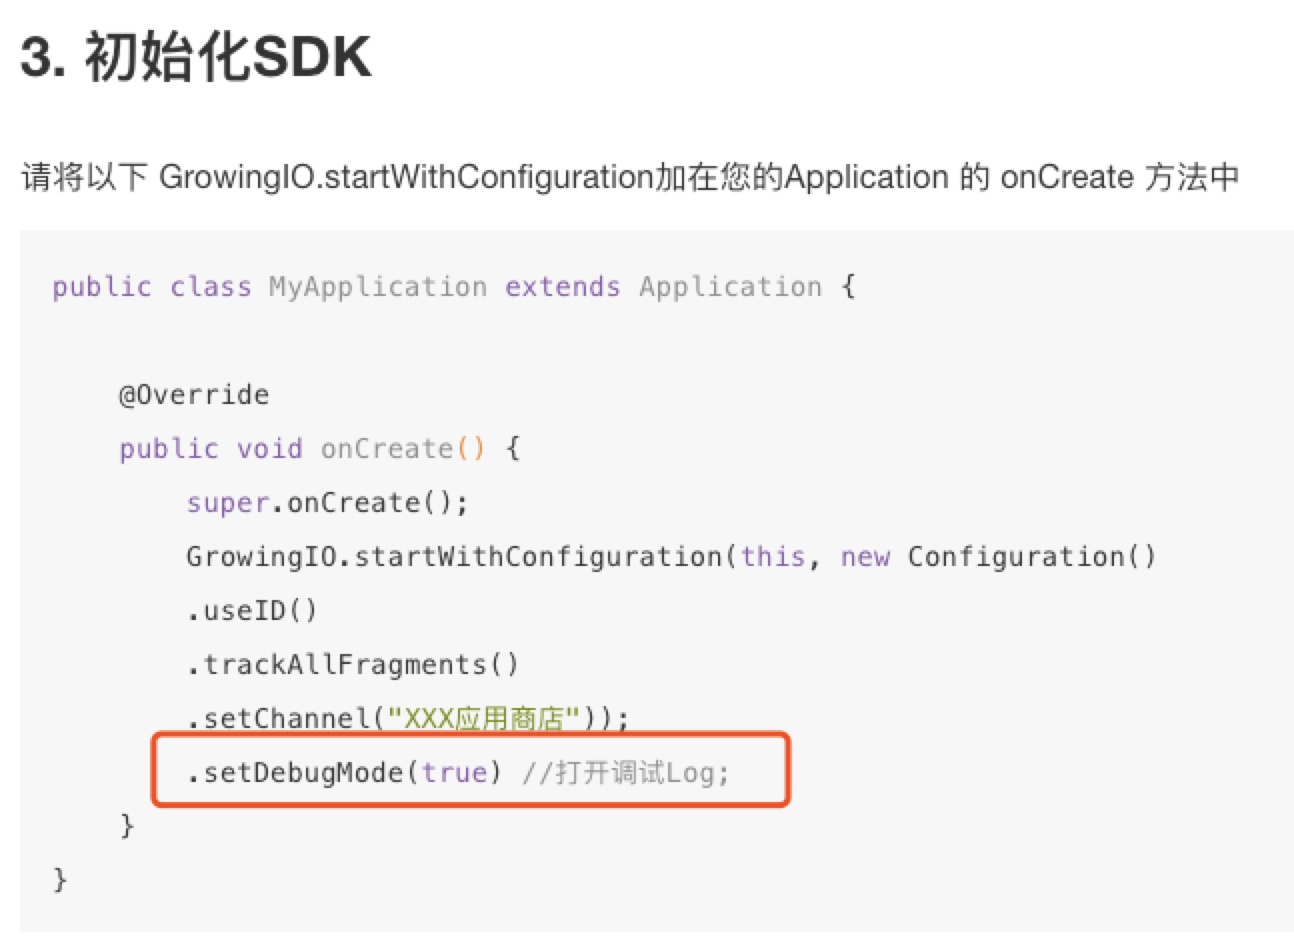 3. 初始化SDK
请将以下 GrowingIO.startWithConfiguration加在您的Application 的 onCreate 方法中
public class MyApplication extends Application {
@Override
public void onCreate() {
super.onCreate();
GrowingIO.startWithConfiguration(this, new Configuration()
.useID()
.trackAllFragments()
.setChannel("XXX应用商店"));
.setDebugMode(true) //打开调试Log;
}
}